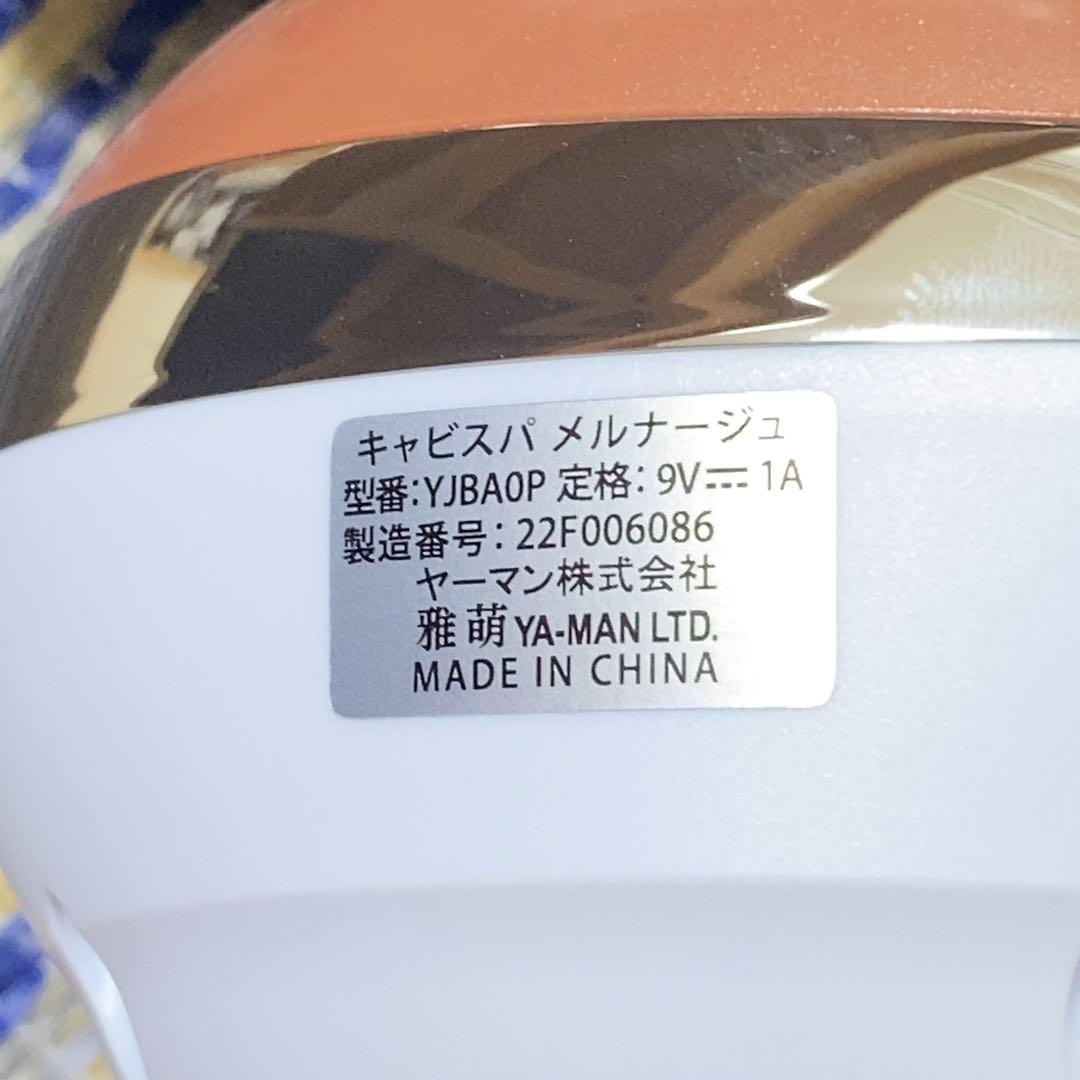 キャビスパ メルナージュ
型番:YJBA0P 定格: 9V⎓1A
製造番号: 22F006086
ヤーマン株式会社
雅萌 YA-MAN LTD.
MADE IN CHINA